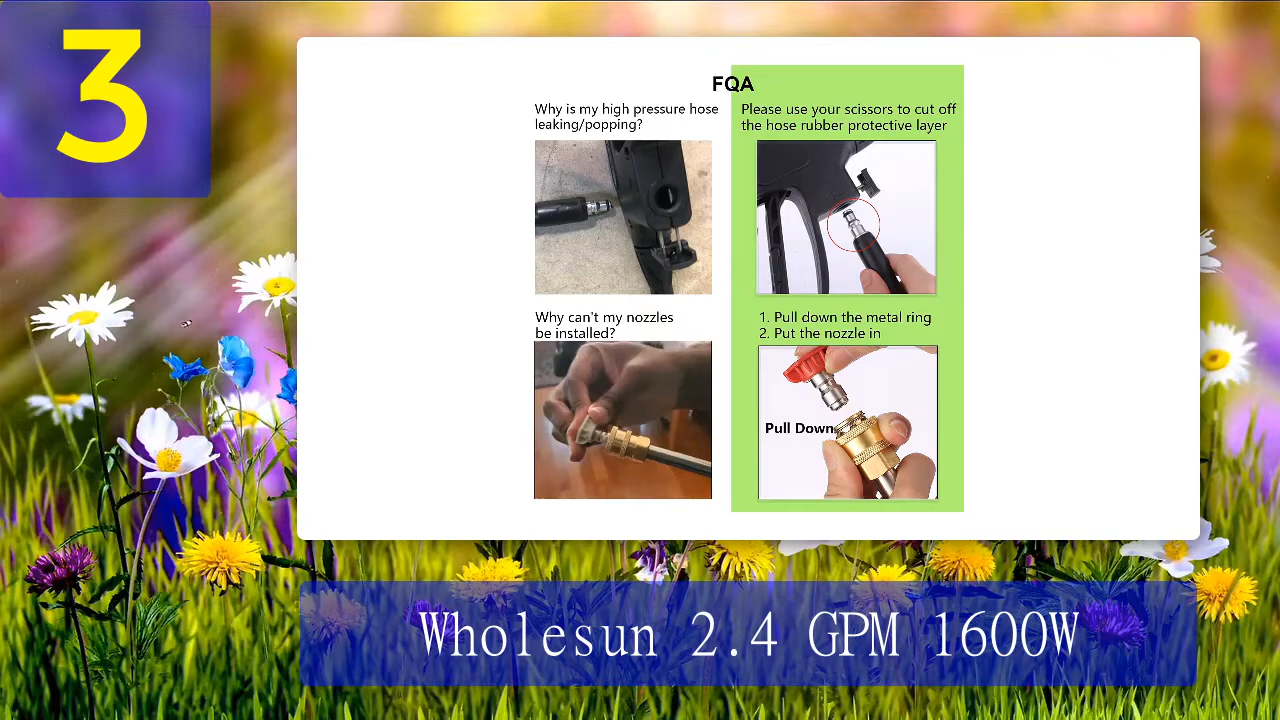 3
FQA
Why is my high pressure hose
leaking/popping?
Please use your scissors to cut off
the hose rubber protective layer
Why can't my nozzles
be installed?
1. Pull down the metal ring
2. Put the nozzle in
Pull Down
Wholesun 2.4 GPM 1600W